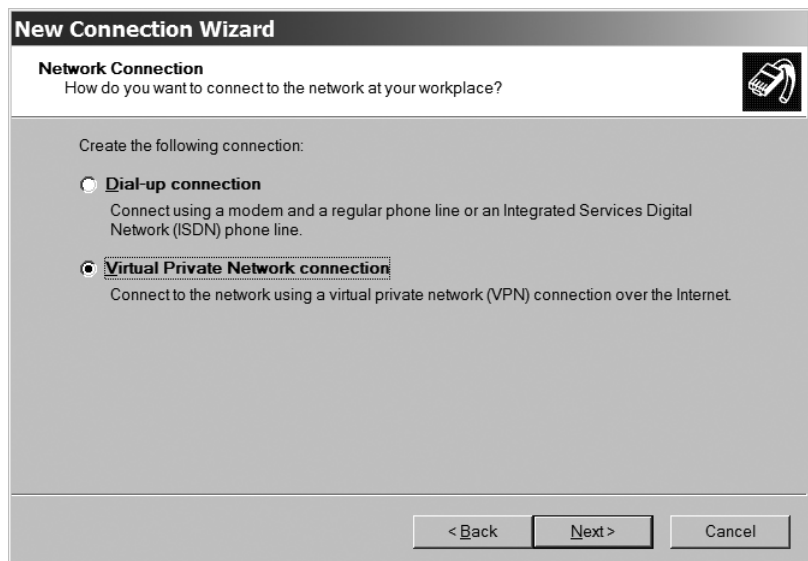 New Connection Wizard
Network Connection
How do you want to connect to the network at your workplace?
Create the following connection:
Dial-up connection
Connect using a modem and a regular phone line or an Integrated Services Digital
Network (ISDN) phone line.
Virtual Private Network connection
Connect to the network using a virtual private network (VPN) connection over the Internet.
< Back
Next >
Cancel